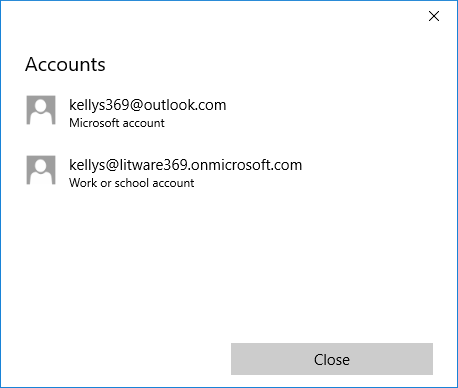 Accounts
kellys369@outlook.com
Microsoft account
kellys@litware369.onmicrosoft.com
Work or school account
Close